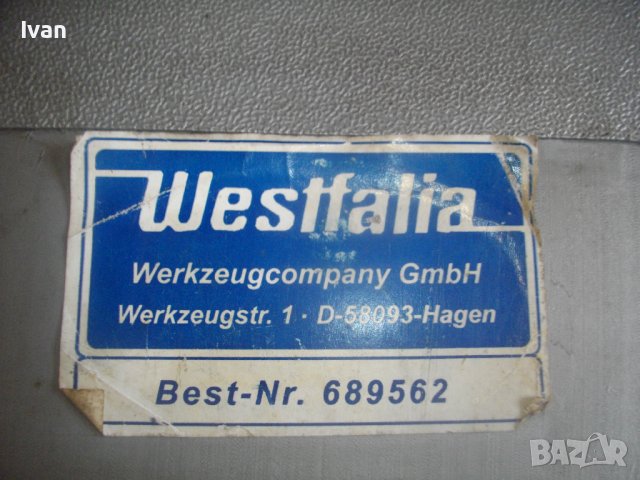 Ivan
Westfalia
Werkzeugcompany GmbH
Werkzeugstr. 1 · D-58093-Hagen
Best-Nr. 689562
BAZAR